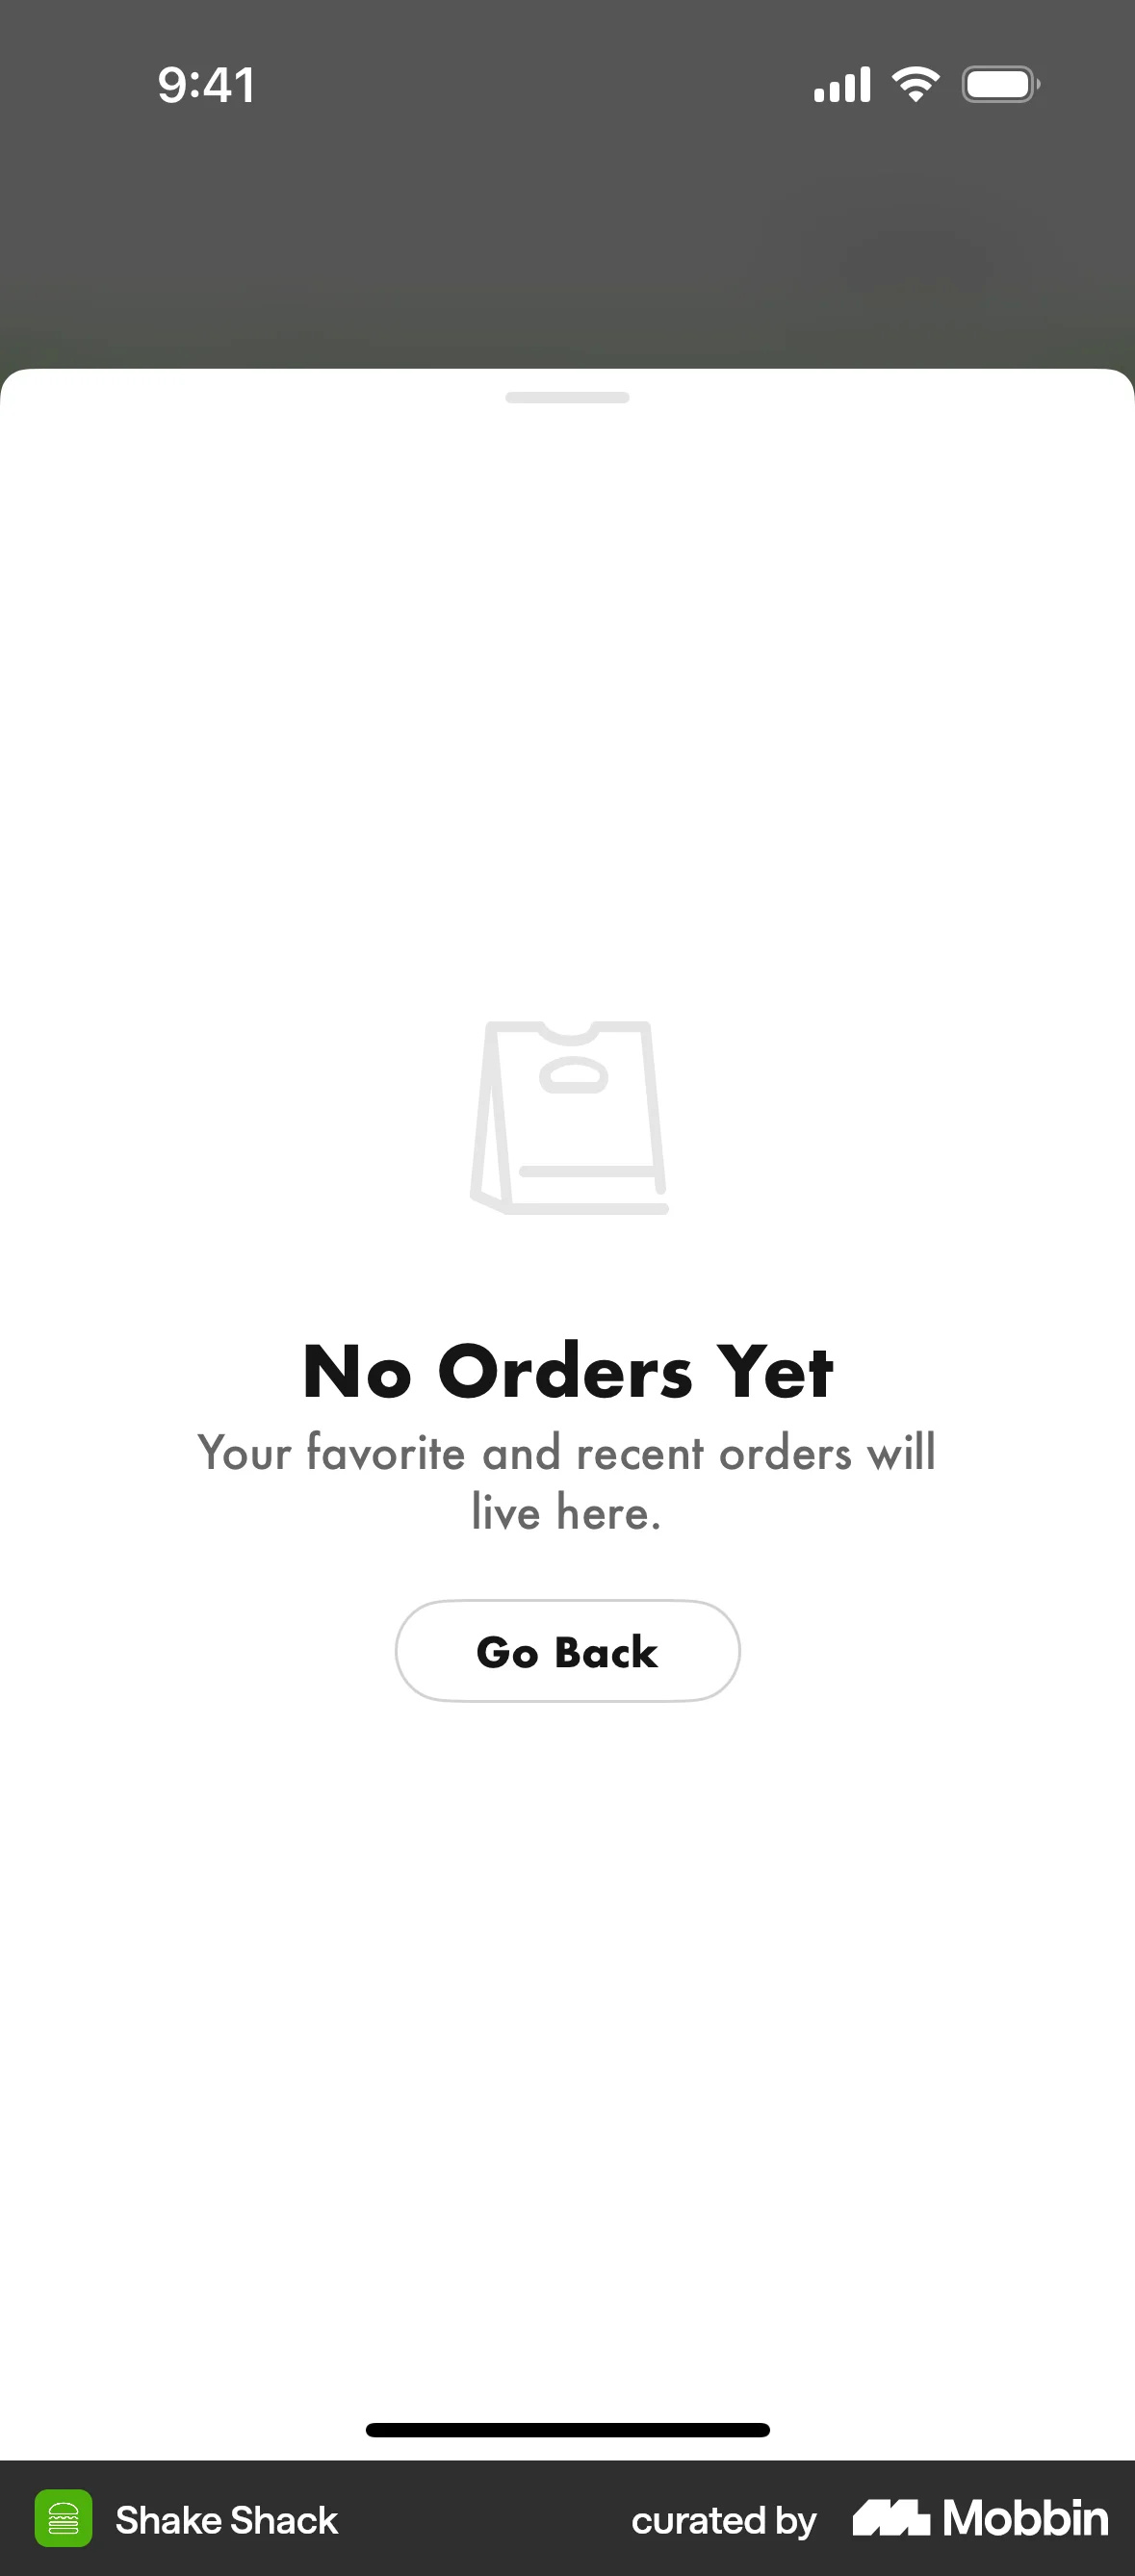 9:41
No Orders Yet
Your favorite and recent orders will
live here.
Go Back
Shake Shack
curated by Mobbin